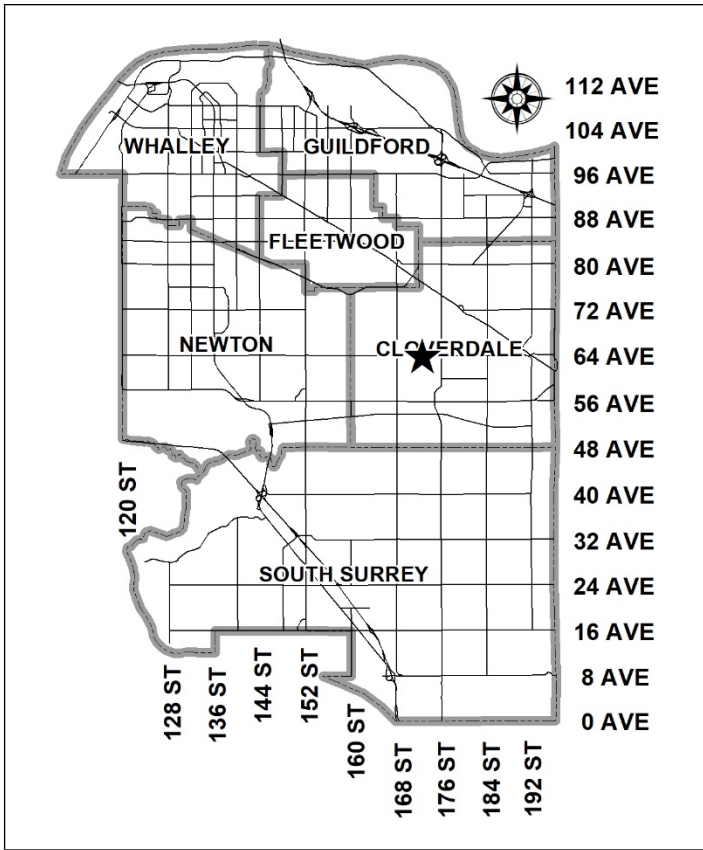 112 AVE
104 AVE
WHALLEY
GUILDFORD
96 AVE
88 AVE
FLEETWOOD
80 AVE
72 AVE
NEWTON
CLOVERDALE
64 AVE
56 AVE
48 AVE
120 ST
40 AVE
32 AVE
SOUTH SURREY
24 AVE
16 AVE
8 AVE
0 AVE
128 ST
136 ST
144 ST
152 ST
160 ST
168 ST
176 ST
184 ST
192 ST